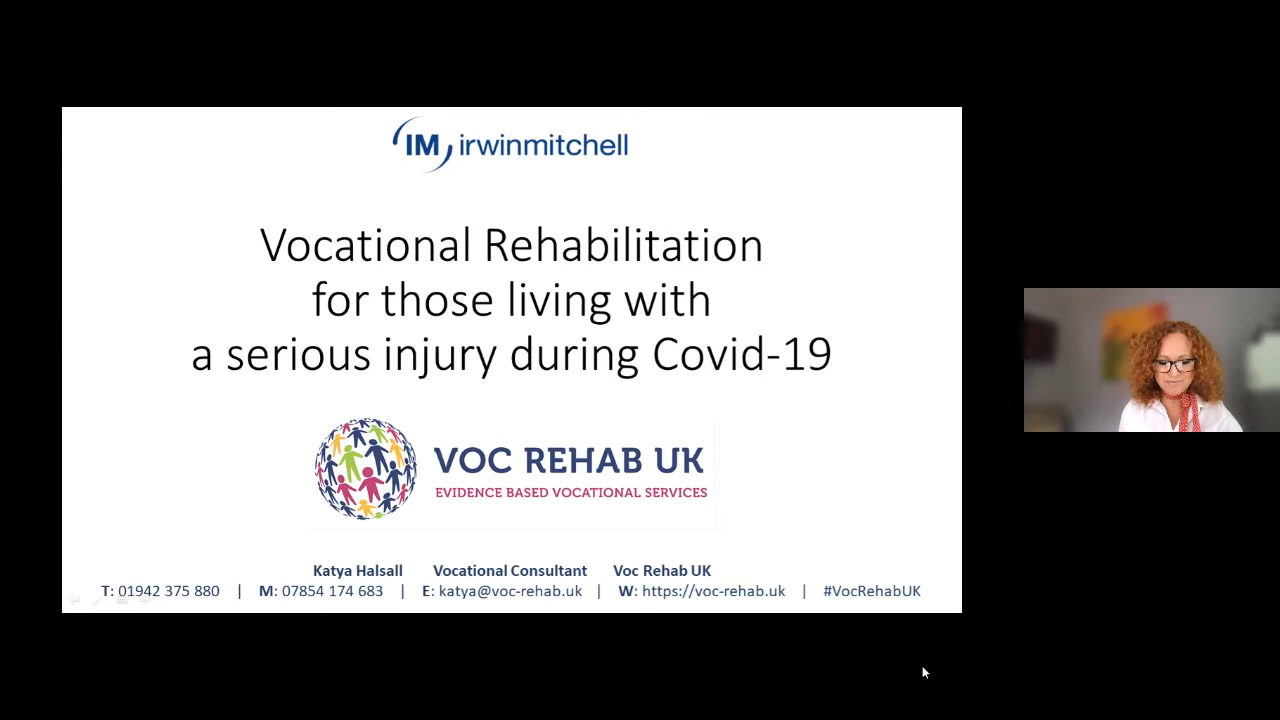 IM irwinmitchell
Vocational Rehabilitation
for those living with
a serious injury during Covid-19
VOC REHAB UK
EVIDENCE BASED VOCATIONAL SERVICES
Katya Halsall Vocational Consultant Voc Rehab UK
T: 01942 375 880 | M: 07854 174 683 | E: katya@voc-rehab.uk | W: https://voc-rehab.uk | #VocRehabUK